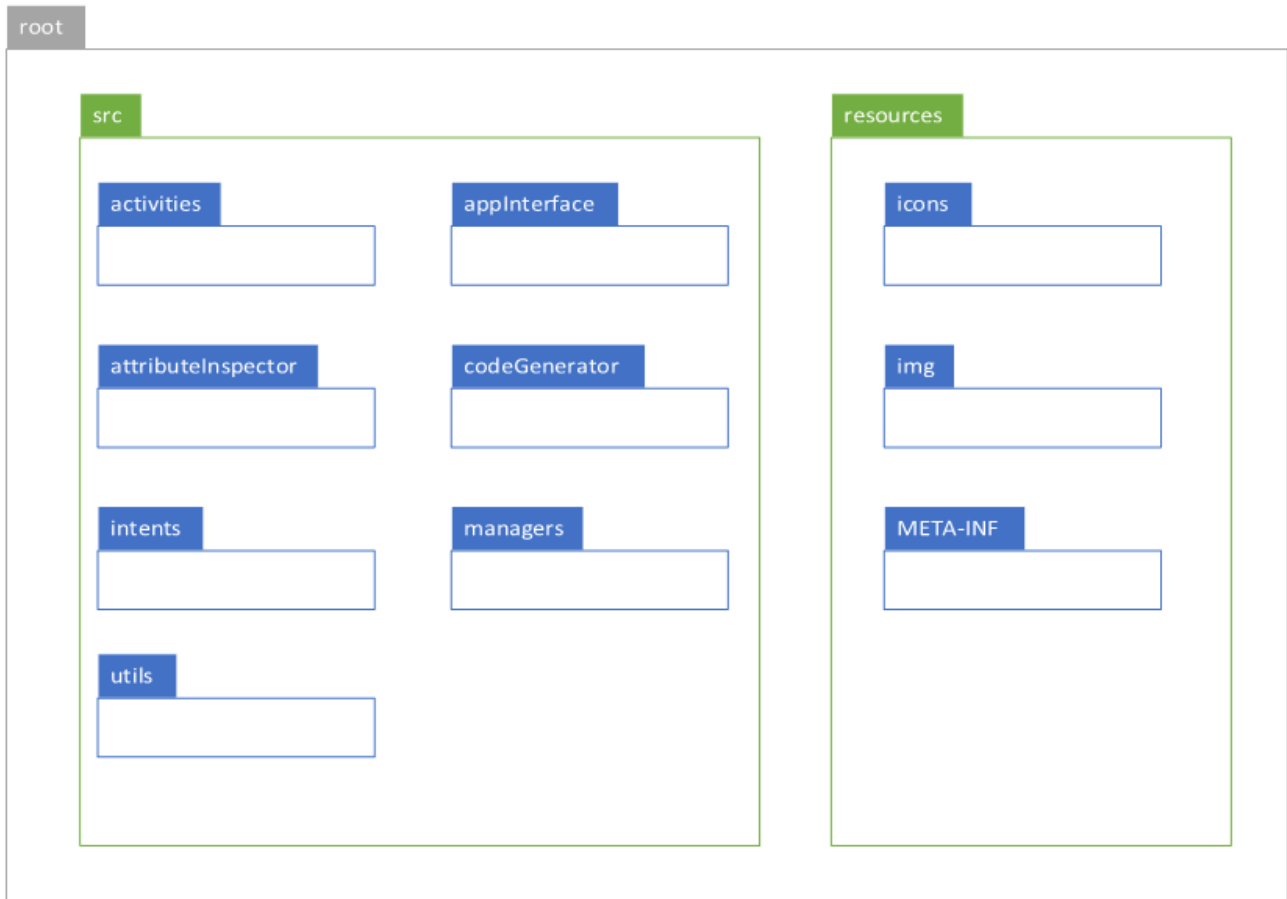 root
src
resources
activities
appInterface
icons
attributeInspector
codeGenerator
img
intents
managers
META-INF
utils